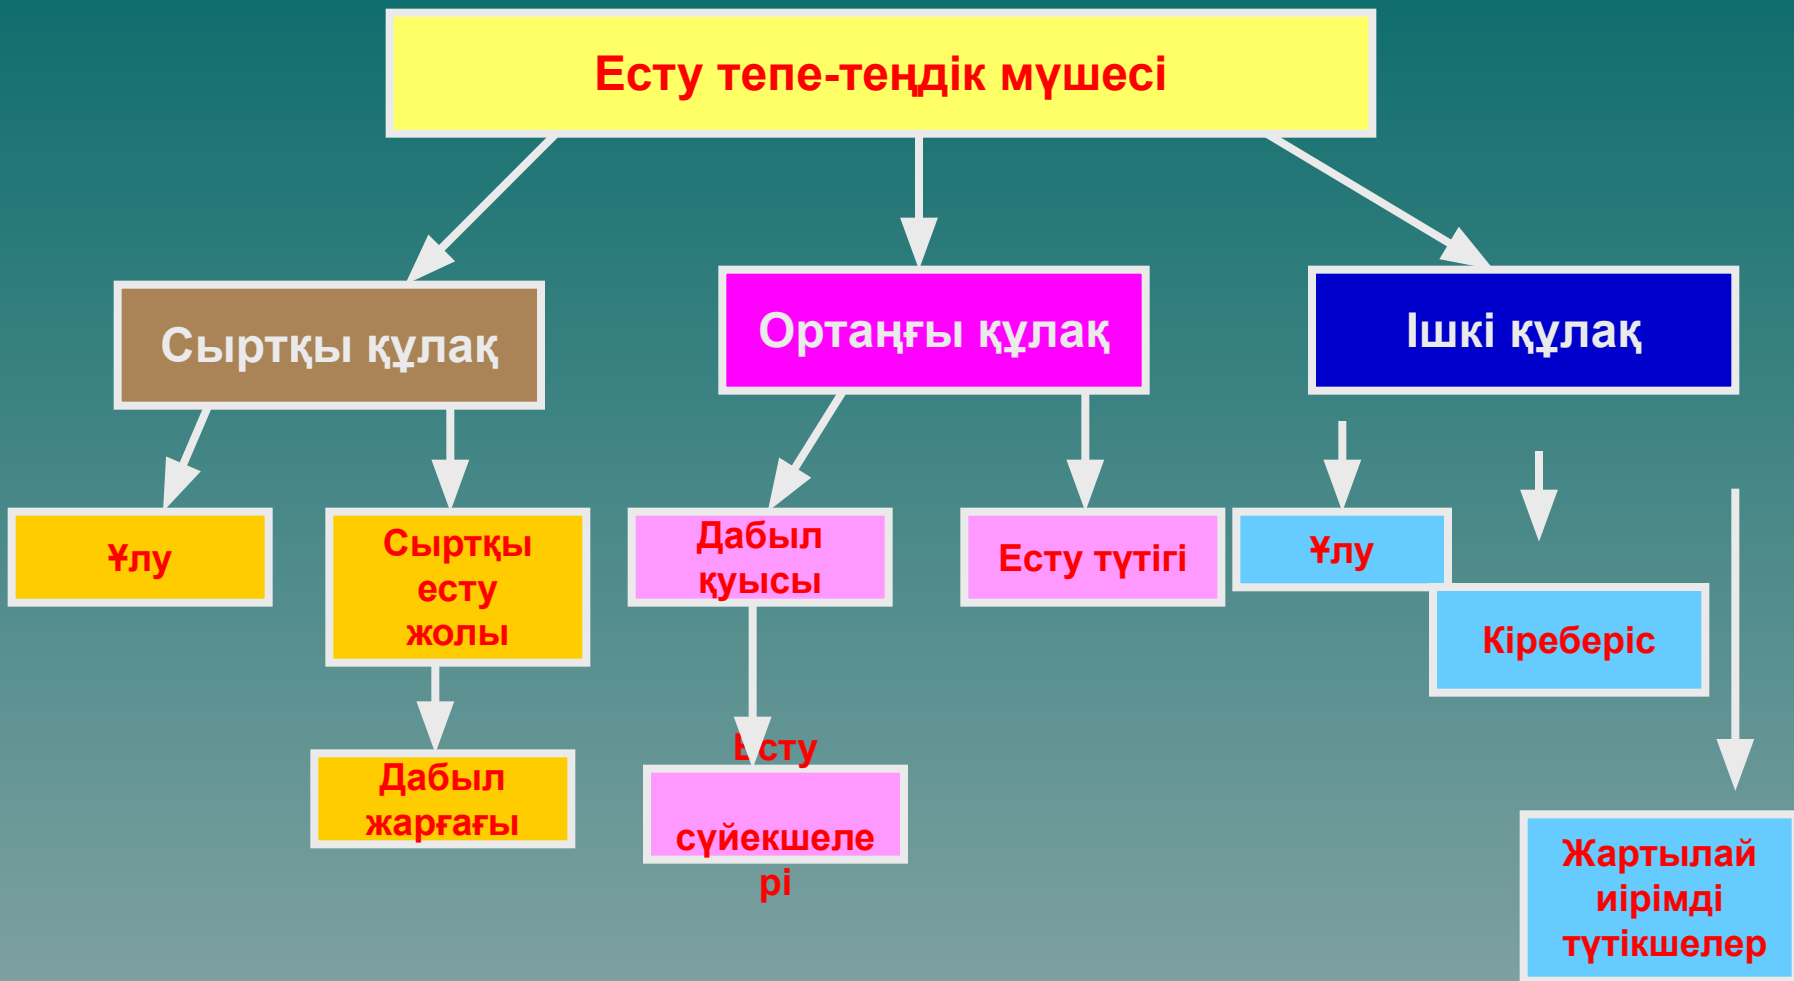 Есту тепе-теңдік мүшесі
Сыртқы құлақ
Ортаңғы құлақ
Ішкі құлақ
Ұлу
Сыртқы
есту
жолы
Дабыл
қуысы
Есту түтігі
Ұлу
Кіреберіс
Дабыл
жарғағы
Есту
сүйекшеле
рі
Жартылай
иірімді
түтікшелер